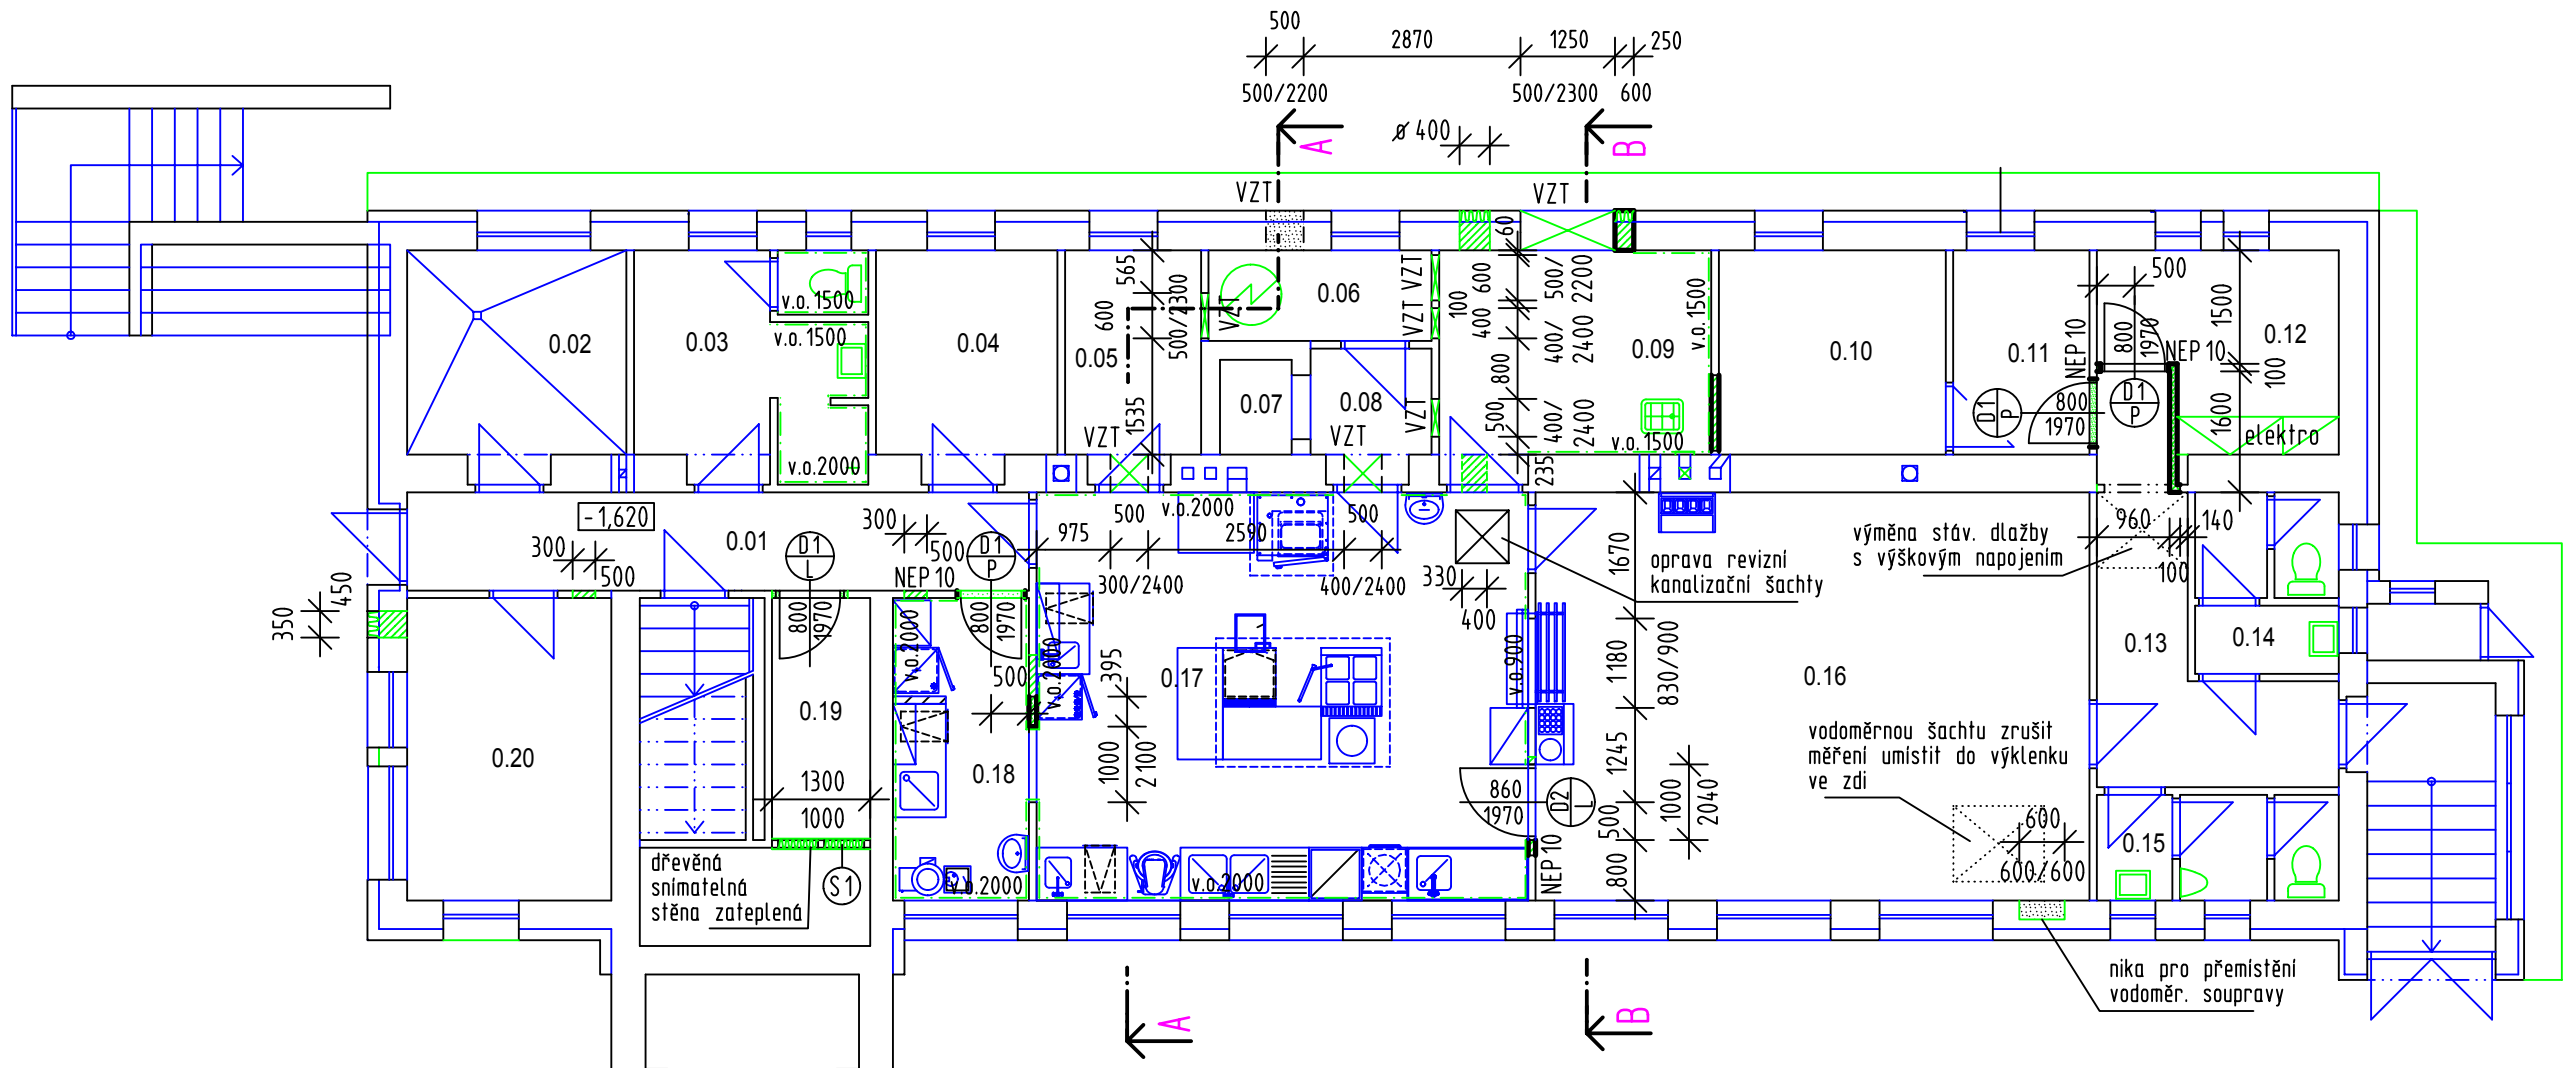 500
2870
1250
250
500/2200
500/2300
600
ø 400
A
B
VZT
VZT
60
565
600
500/2300
VZT
0.06
VZT
VZT
100
600
400
500/
2200
400/
2400
v.o. 1500
v.o. 1500
v.o. 1500
0.02
0.03
0.04
0.05
0.09
0.10
0.11
NEP 10
500
800
1970
1500
NEP 10
0.12
100
0.07
0.08
800
VZT
500
400/
2400
D1
P
800
1970
D1
P
1600
elektro
1535
VZT
VZT
v.o. 1500
v.o.2000
235
-1,620
0.01
300
500
D1
L
300
500
D1
P
NEP 10
975
500
v.o.2000
2590
500
300/2400
400/2400
330
400
1670
oprava revizní
kanalizační šachty
výměna stáv. dlažby
s výškovým napojením
960
140
100
450
350
800
1970
v.o.2000
800
1970
500
v.o.2000
395
0.17
v.o.900
1180
830/900
0.16
0.13
0.14
0.20
0.19
0.18
1300
1000
1000
2100
860
1970
D2
L
1245
500
1000
2040
vodoměrnou šachtu zrušit
měření umístit do výklenku
ve zdi
600
600/600
0.15
dřevěná
snímatelná
stěna zateplená
S1
v.o.2000
v.o.2000
NEP 10
800
nika pro přemístění
vodoměr. soupravy
A
B